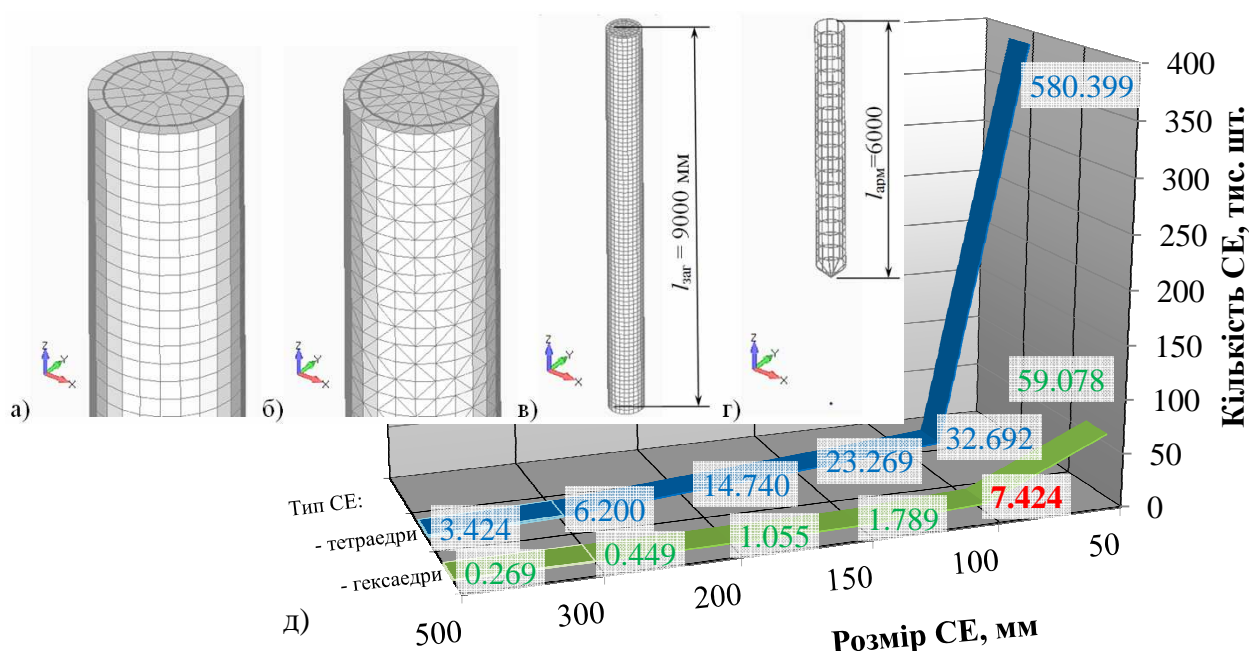 а)
б)
в)
г)
Z
Y
X
Z
Y
X
Z
Y
X
Z
Y
X
lзаг = 9000 мм
lарм=6000
580.399
59.078
32.692
23.269
14.740
6.200
3.424
7.424
1.789
1.055
0.449
0.269
400
350
300
250
200
150
100
50
0
Кількість СЕ, тис. шт.
Тип СЕ:
- тетраедри
- гексаедри
д)
500
300
200
150
100
50
Розмір СЕ, мм